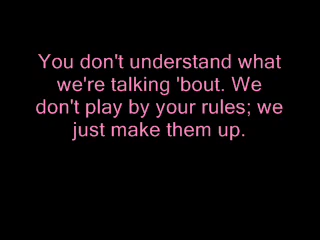 You don't understand what
we're talking 'bout. We
don't play by your rules; we
just make them up.